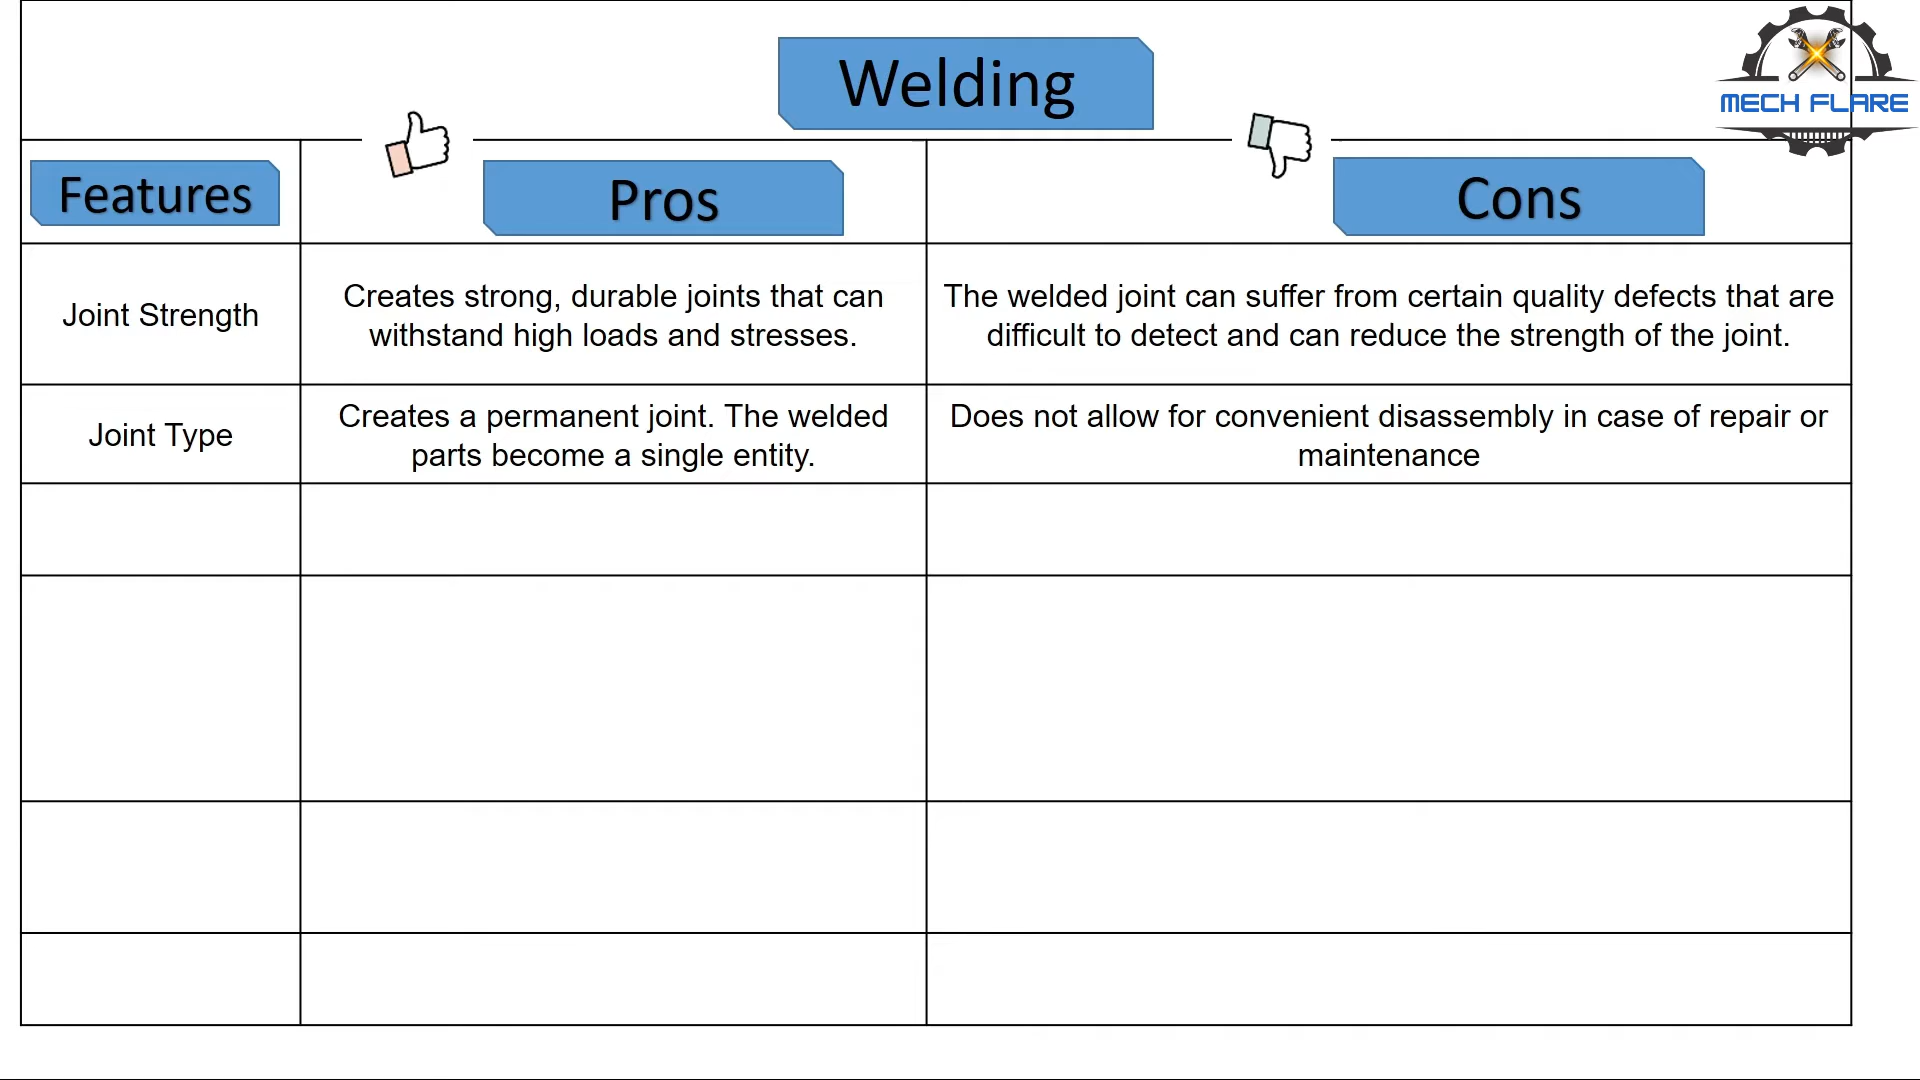 Welding
MECH FLARE
Features
Pros
Cons
Joint Strength
Creates strong, durable joints that can
withstand high loads and stresses.
The welded joint can suffer from certain quality defects that are
difficult to detect and can reduce the strength of the joint.
Joint Type
Creates a permanent joint. The welded
parts become a single entity.
Does not allow for convenient disassembly in case of repair or
maintenance